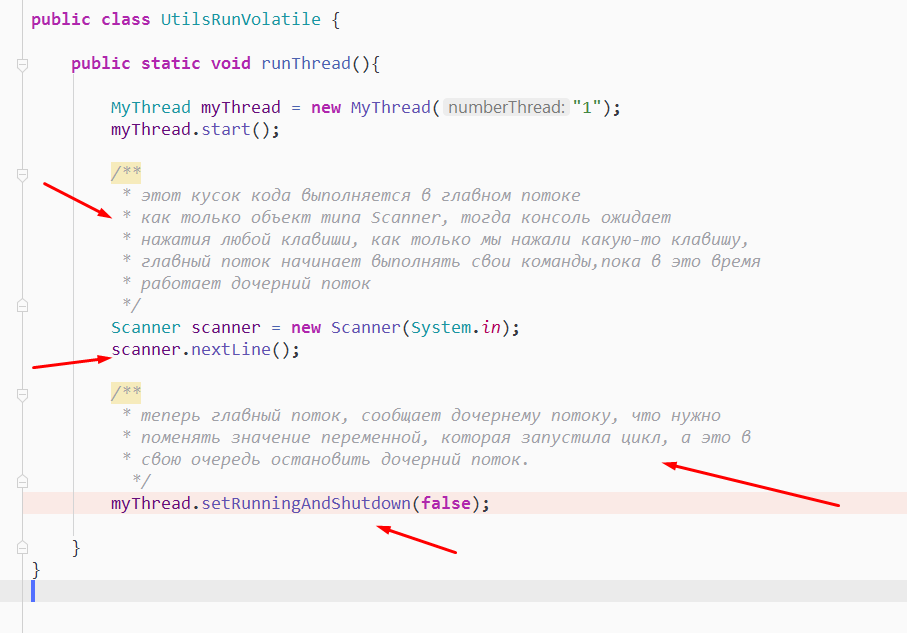 public class UtilsRunVolatile {
public static void runThread(){
MyThread myThread = new MyThread( numberThread: "1");
myThread.start();
/**
* этот кусок кода выполняется в главном потоке
* как только объект типа Scanner, тогда консоль ожидает
* нажатия любой клавиши, как только мы нажали какую-то клавишу,
* главный поток начинает выполнять свои команды,пока в это время
* работает дочерний поток
*/
Scanner scanner = new Scanner(System.in);
scanner.nextLine();
/**
* теперь главный поток, сообщает дочернему потоку, что нужно
* поменять значение переменной, которая запустила цикл, а это в
* свою очередь остановить дочерний поток.
*/
myThread.setRunningAndShutdown(false);
}
}